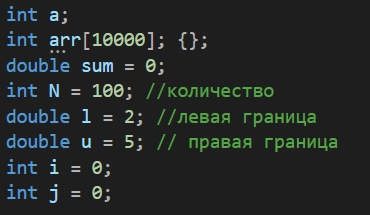 int a;
int arr[10000]; {};
double sum = 0;
int N = 100; //количество
double l = 2; //левая граница
double u = 5; // правая граница
int i = 0;
int j = 0;